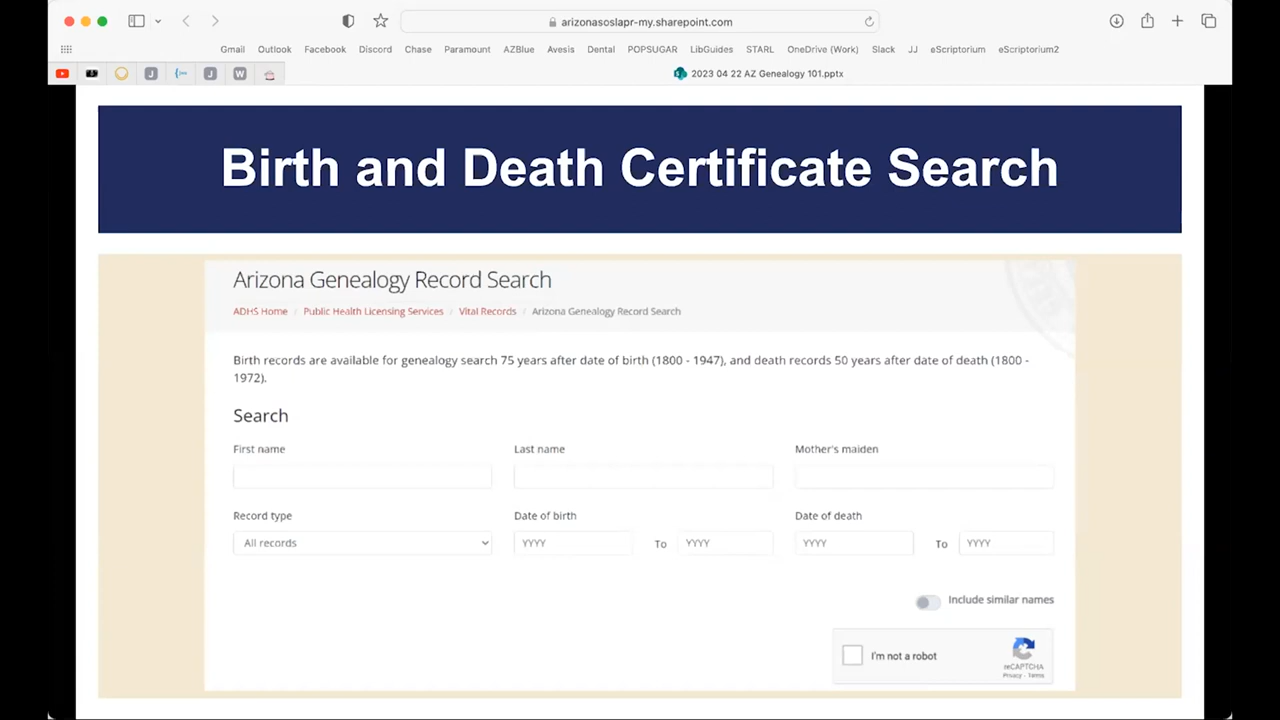 arizonasoslapr-my.sharepoint.com
Gmail Outlook Facebook Discord Chase Paramount AZBlue Avesis Dental POPSUGAR LibGuides STARL OneDrive (Work) Slack JJ eScriptorium eScriptorium2
J J W 2023 04 22 AZ Genealogy 101.pptx
Birth and Death Certificate Search
Arizona Genealogy Record Search
ADHS Home / Public Health Licensing Services / Vital Records / Arizona Genealogy Record Search
Birth records are available for genealogy search 75 years after date of birth (1800 - 1947), and death records 50 years after date of death (1800 -
1972).
Search
First name Last name Mother's maiden
Record type Date of birth Date of death
All records YYYY To YYYY YYYY To YYYY
Include similar names
I'm not a robot
reCAPTCHA
Privacy - Terms